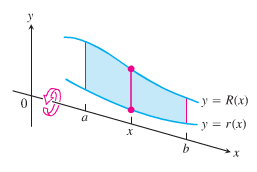 y
y = R(x)
0
y = r(x)
a
x
b
x